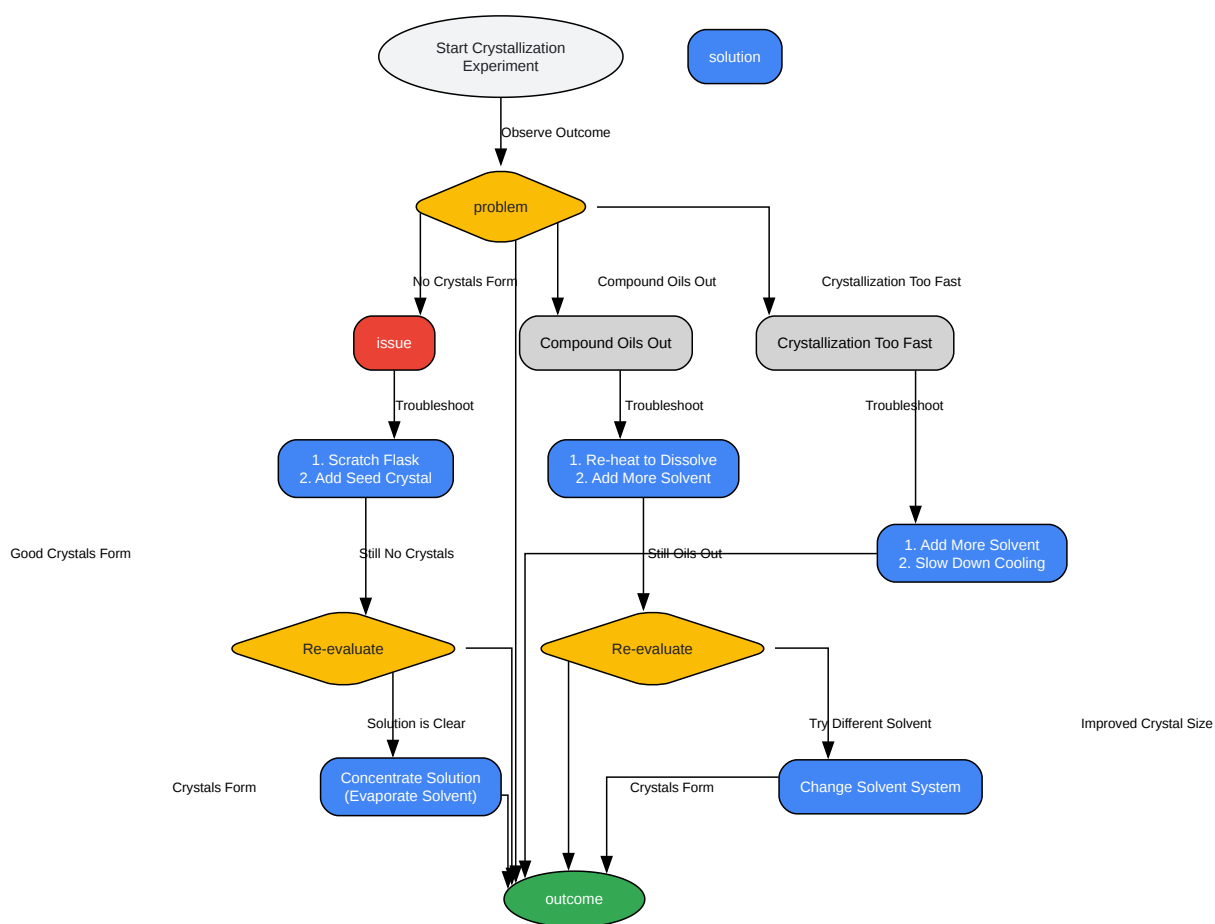 Start Crystallization
Experiment
solution
Observe Outcome
problem
No Crystals Form
Compound Oils Out
Crystallization Too Fast
issue
Compound Oils Out
Crystallization Too Fast
Troubleshoot
Troubleshoot
Troubleshoot
1. Scratch Flask
2. Add Seed Crystal
1. Re-heat to Dissolve
2. Add More Solvent
Good Crystals Form
Still No Crystals
Still Oils Out
1. Add More Solvent
2. Slow Down Cooling
Re-evaluate
Re-evaluate
Solution is Clear
Try Different Solvent
Improved Crystal Size
Crystals Form
Concentrate Solution
(Evaporate Solvent)
Crystals Form
Change Solvent System
outcome